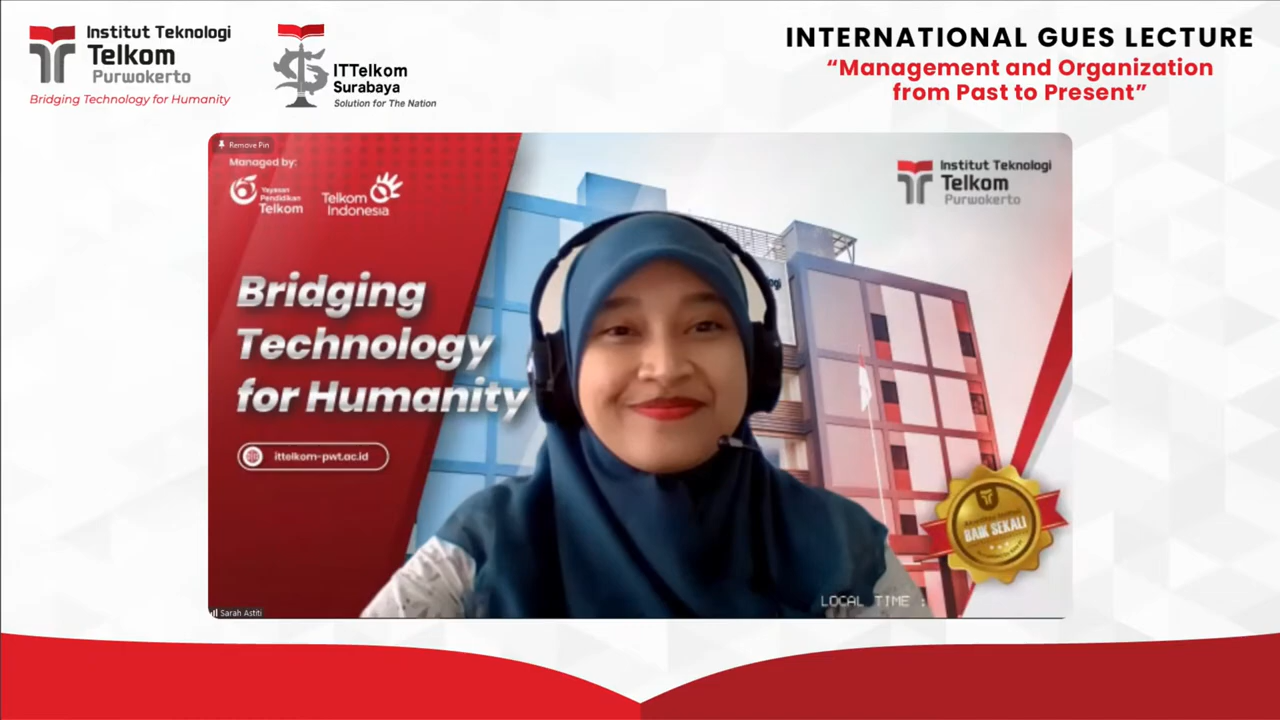 Institut Teknologi
Telkom
Purwokerto
Bridging Technology for Humanity
ITTelkom
Surabaya
Solution for The Nation
INTERNATIONAL GUES LECTURE
“Management and Organization
from Past to Present”
Remove Pin
Managed by:
Yayasan
Pendidikan
Telkom
Telkom
Indonesia
Institut Teknologi
Telkom
Purwokerto
Bridging
Technology
for Humanity
ittelkom-pwt.ac.id
BAIK SEKALI
LOCAL TIME :
Sarah Astiti